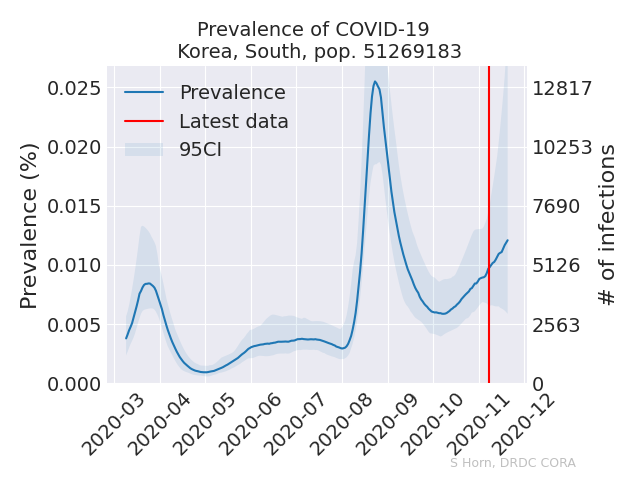 Prevalence of COVID-19
Korea, South, pop. 51269183
Prevalence
Latest data
95CI
Prevalence (%)
0.025
0.020
0.015
0.010
0.005
0.000
12817
10253
7690
5126
2563
0
# of infections
2020-03
2020-04
2020-05
2020-06
2020-07
2020-08
2020-09
2020-10
2020-11
2020-12
S Horn, DRDC CORA